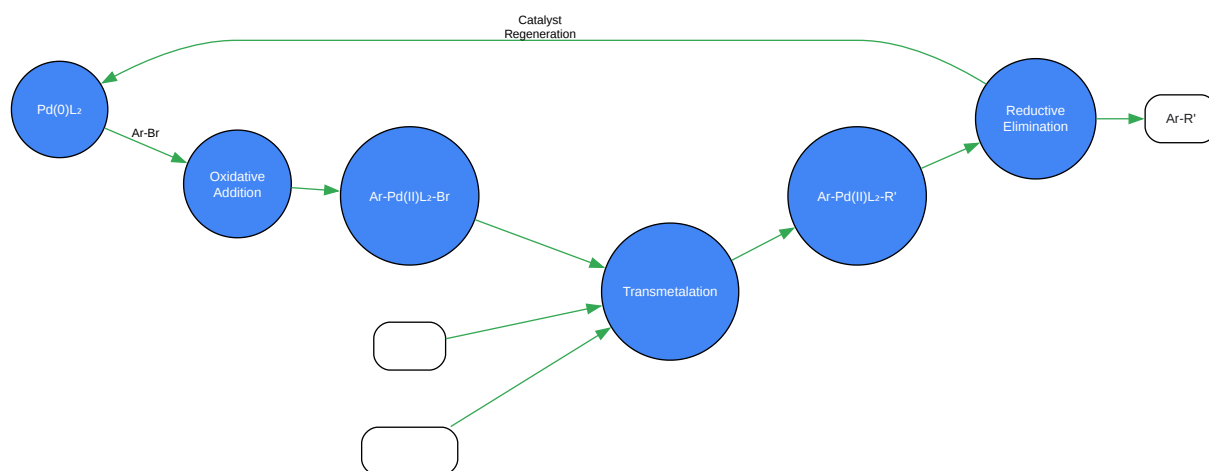 Catalyst
Regeneration
Pd(0)L₂
Ar-Br
Oxidative
Addition
Ar-Pd(II)L₂-Br
Transmetalation
Ar-Pd(II)L₂-R'
Reductive
Elimination
Ar-R'